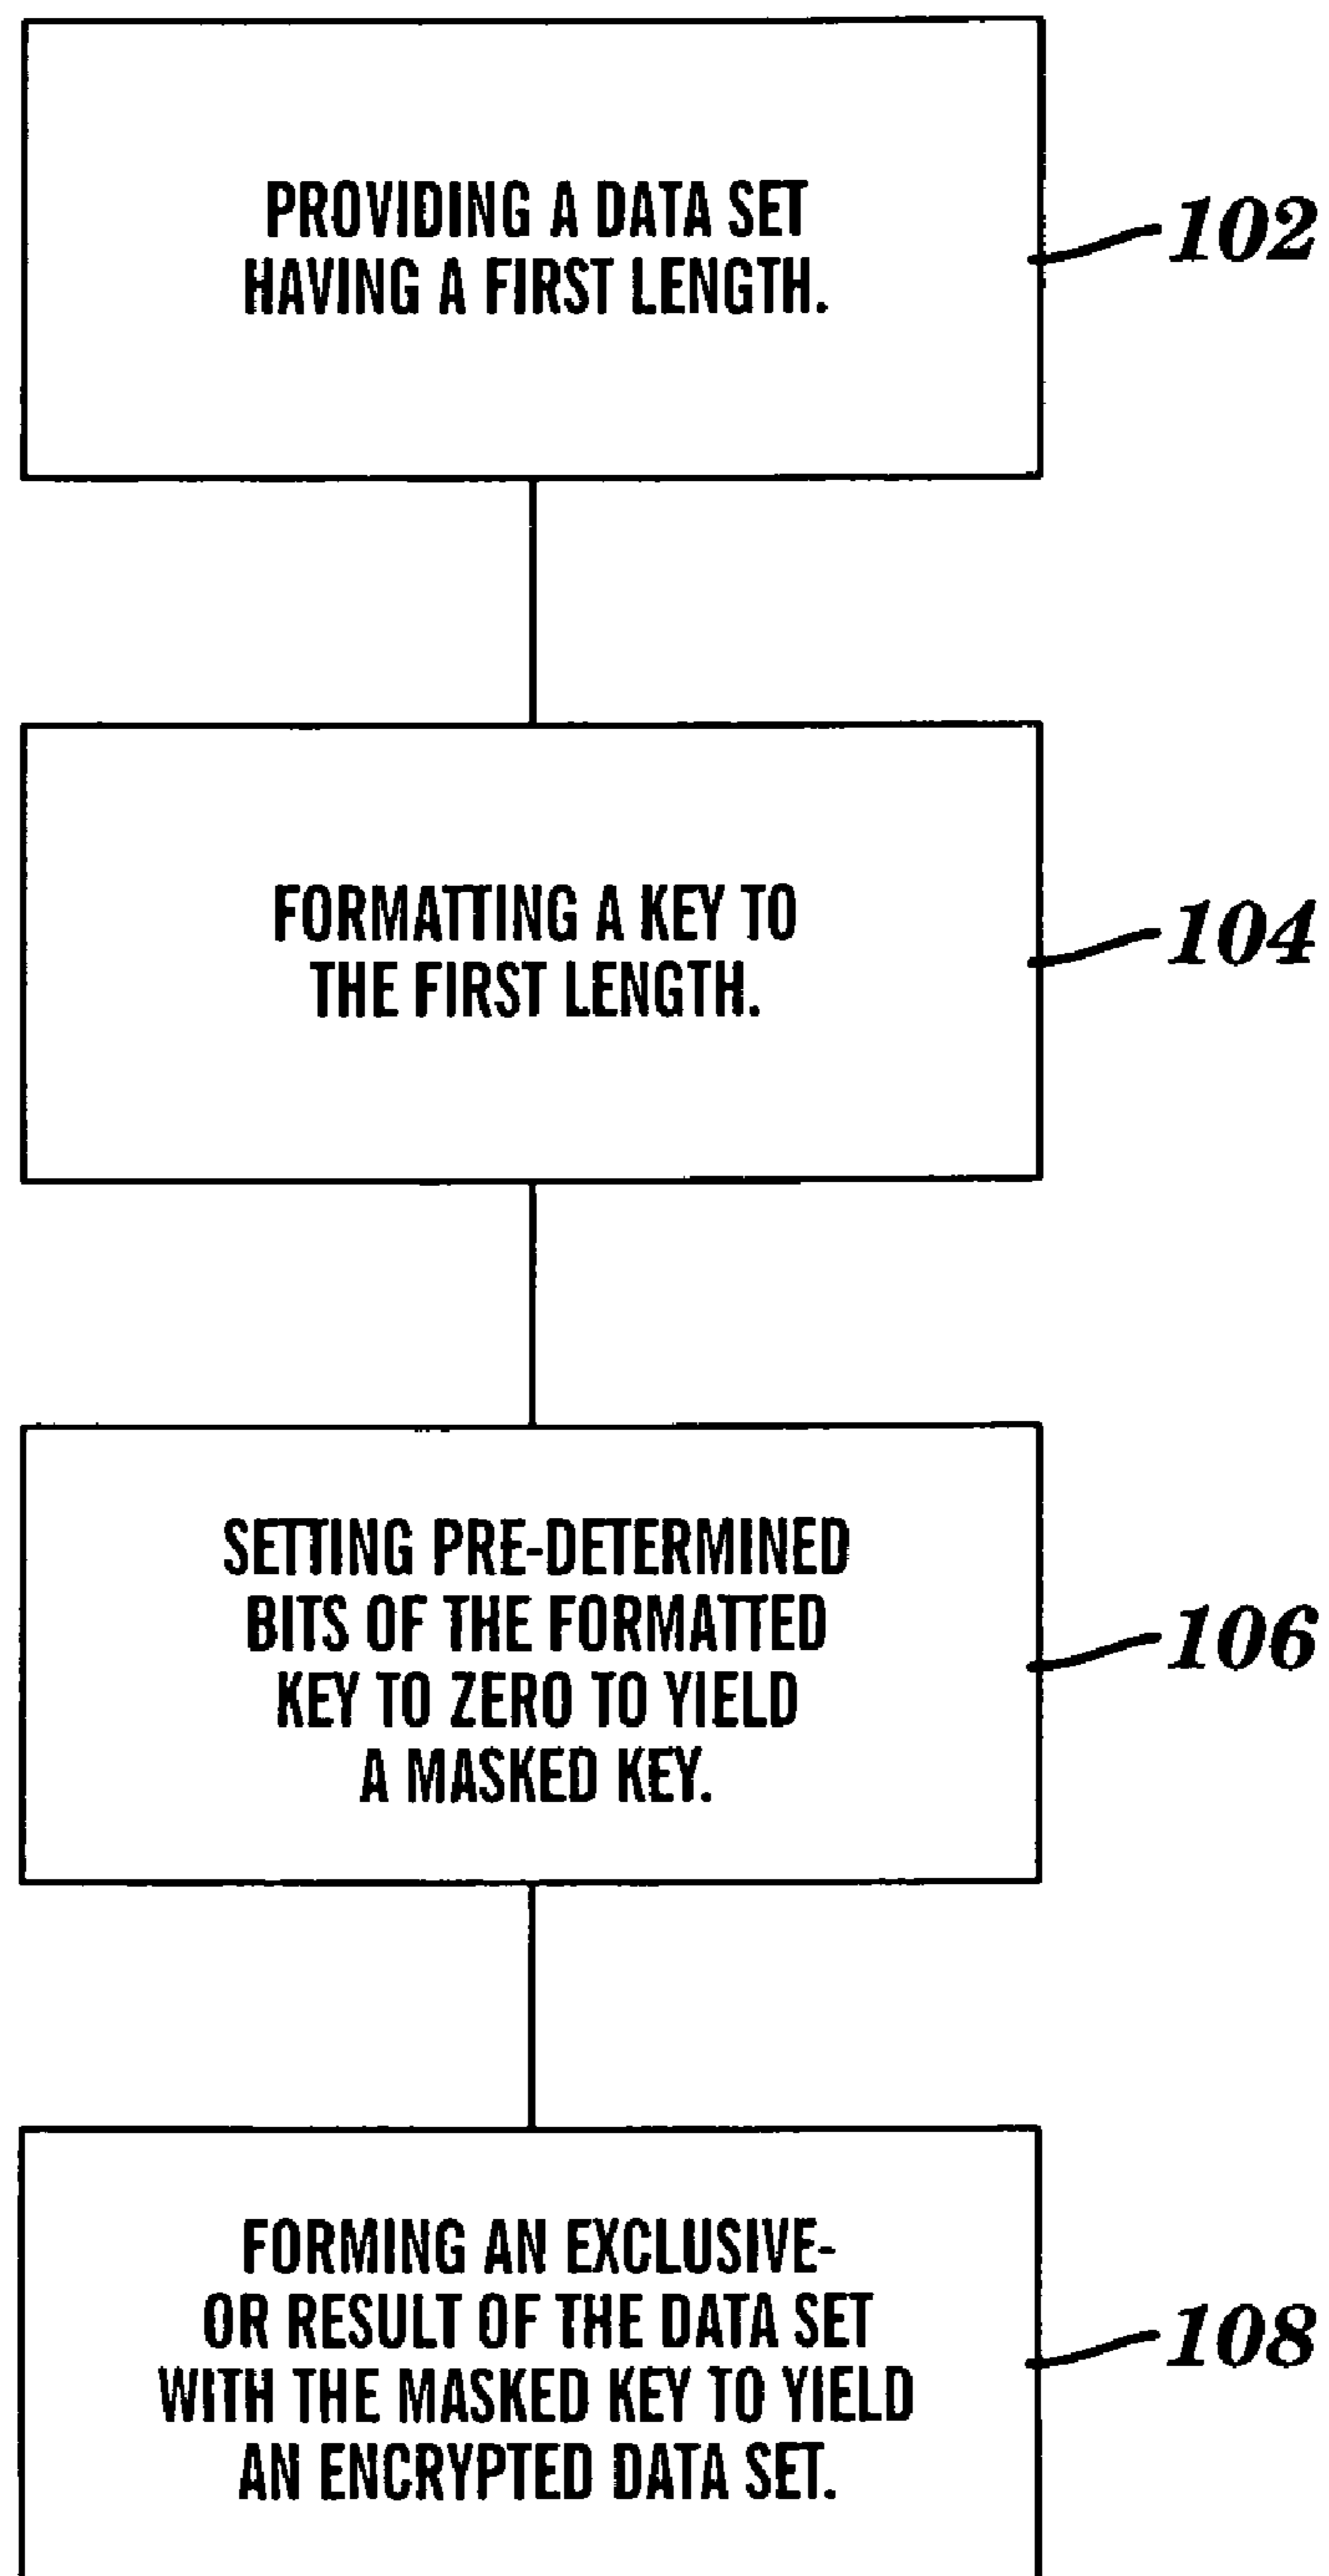 PROVIDING A DATA SET
HAVING A FIRST LENGTH.
102
FORMATTING A KEY TO
THE FIRST LENGTH.
104
SETTING PRE-DETERMINED
BITS OF THE FORMATTED
KEY TO ZERO TO YIELD
A MASKED KEY.
106
FORMING AN EXCLUSIVE-
OR RESULT OF THE DATA SET
WITH THE MASKED KEY TO YIELD
AN ENCRYPTED DATA SET.
108